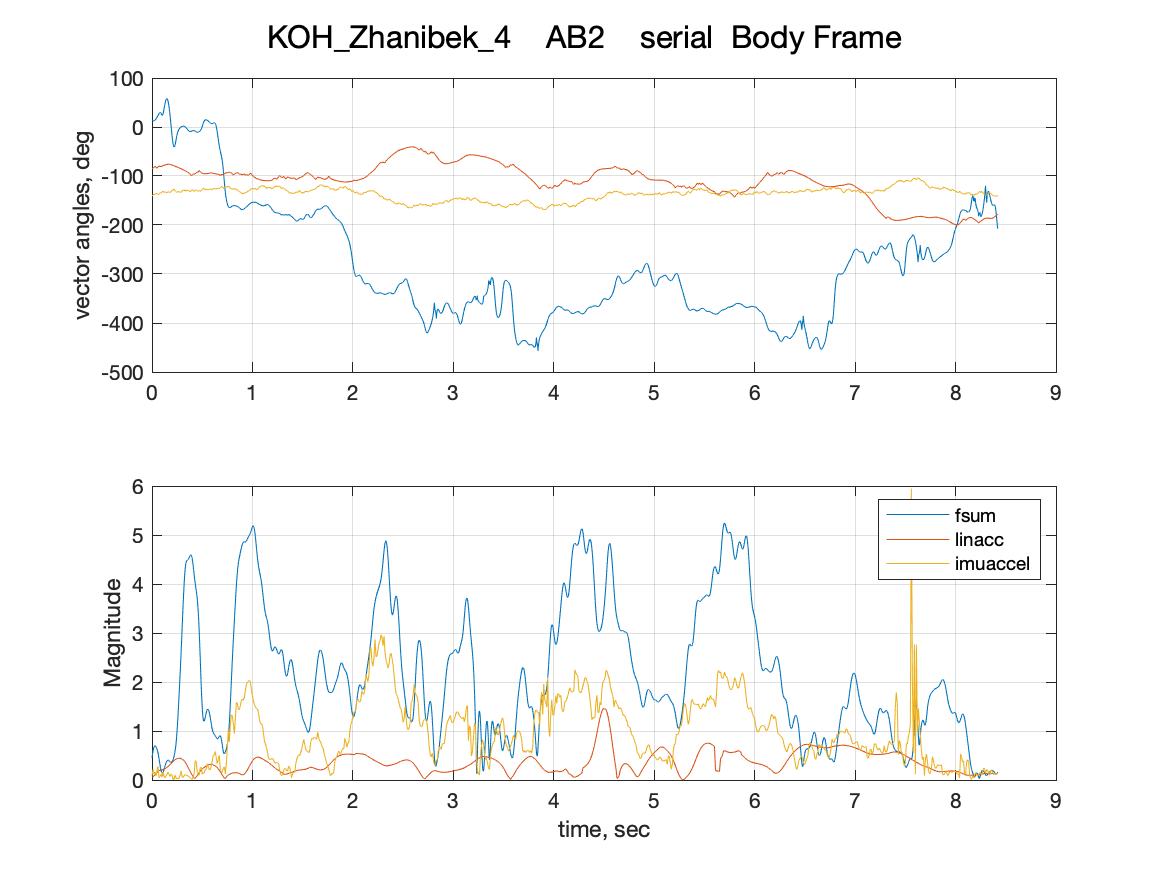 KOH_Zhanibek_4 AB2 serial Body Frame
100
0
-100
-200
-300
-400
-500
vector angles, deg
0 1 2 3 4 5 6 7 8 9
6
5
4
3
2
1
0
Magnitude
fsum
linacc
imuaccel
0 1 2 3 4 5 6 7 8 9
time, sec